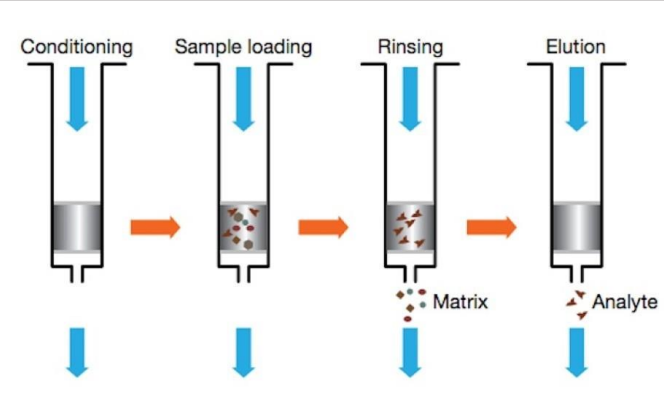 Conditioning
Sample loading
Rinsing
Elution
Matrix
Analyte